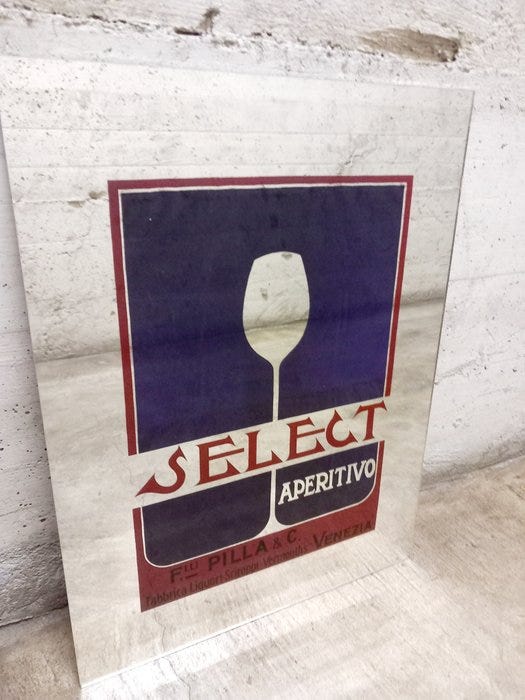 SELECT
APERITIVO
F.LLI PILLA & C.
Fabbrica Liquori Sciroppi Vermouths VENEZIA